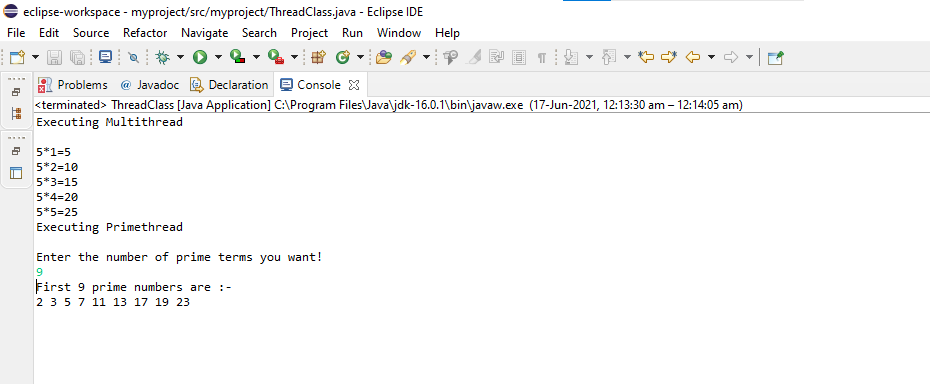 eclipse-workspace - myproject/src/myproject/ThreadClass.java - Eclipse IDE
File Edit Source Refactor Navigate Search Project Run Window Help
Problems @ Javadoc Declaration Console
<terminated> ThreadClass [Java Application] C:\Program Files\Java\jdk-16.0.1\bin\javaw.exe (17-Jun-2021, 12:13:30 am – 12:14:05 am)
Executing Multithread
5*1=5
5*2=10
5*3=15
5*4=20
5*5=25
Executing Primethread
Enter the number of prime terms you want!
9
First 9 prime numbers are :-
2 3 5 7 11 13 17 19 23